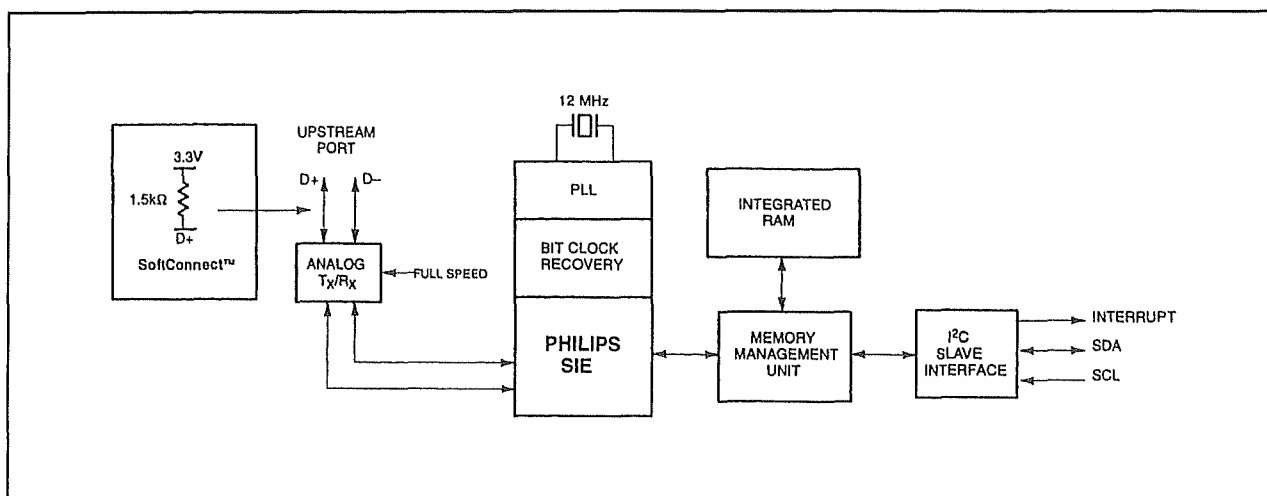 12 MHz
UPSTREAM
PORT
3.3V
1.5kΩ
D+
SoftConnect™
D+
D–
ANALOG
TX/RX
FULL SPEED
PLL
BIT CLOCK
RECOVERY
PHILIPS
SIE
INTEGRATED
RAM
MEMORY
MANAGEMENT
UNIT
I²C
SLAVE
INTERFACE
INTERRUPT
SDA
SCL